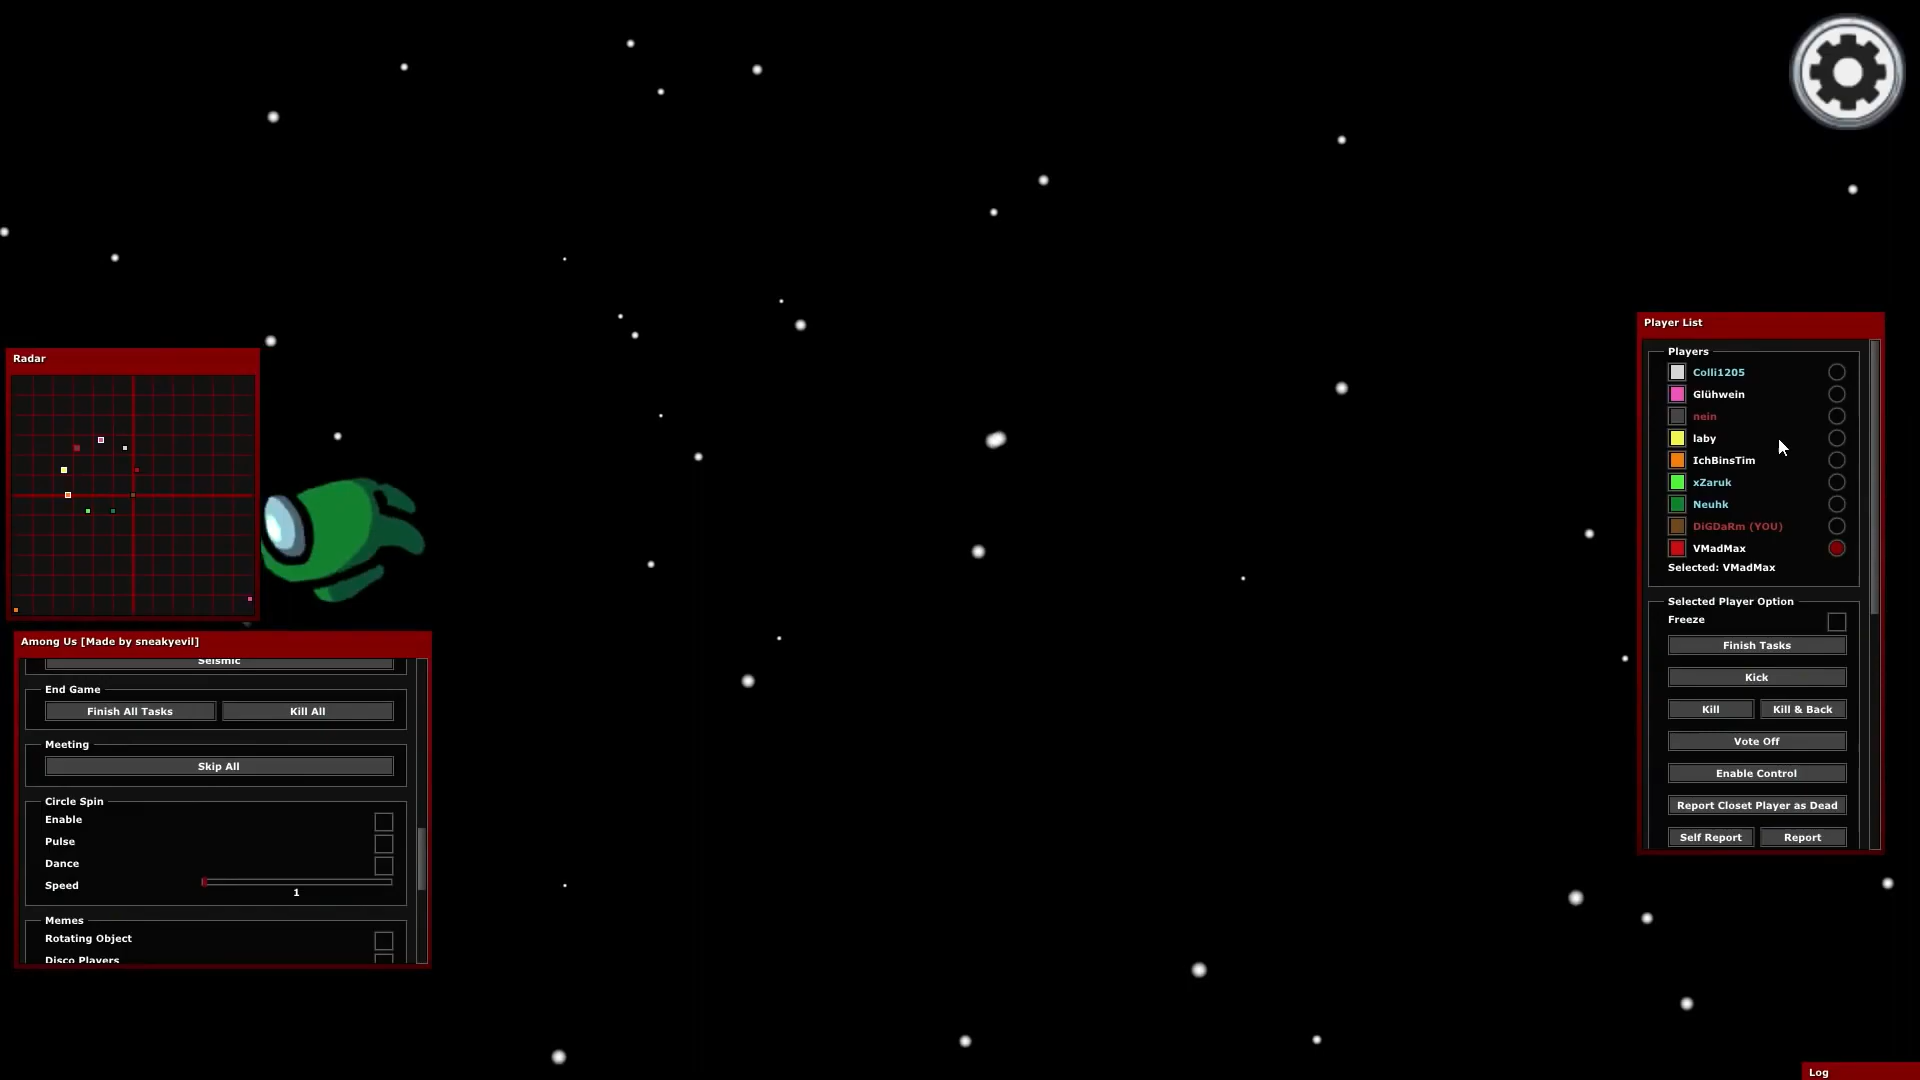 Radar
Among Us [Made by sneakyevil]
Seismic
End Game
Finish All Tasks
Kill All
Meeting
Skip All
Circle Spin
Enable
Pulse
Dance
Speed
1
Memes
Rotating Object
Disco Players
Player List
Players
Colli1205
Glühwein
nein
laby
IchBinsTim
xZaruk
Neuhk
DiGDaRm (YOU)
VMadMax
Selected: VMadMax
Selected Player Option
Freeze
Finish Tasks
Kick
Kill
Kill & Back
Vote Off
Enable Control
Report Closet Player as Dead
Self Report
Report
Log